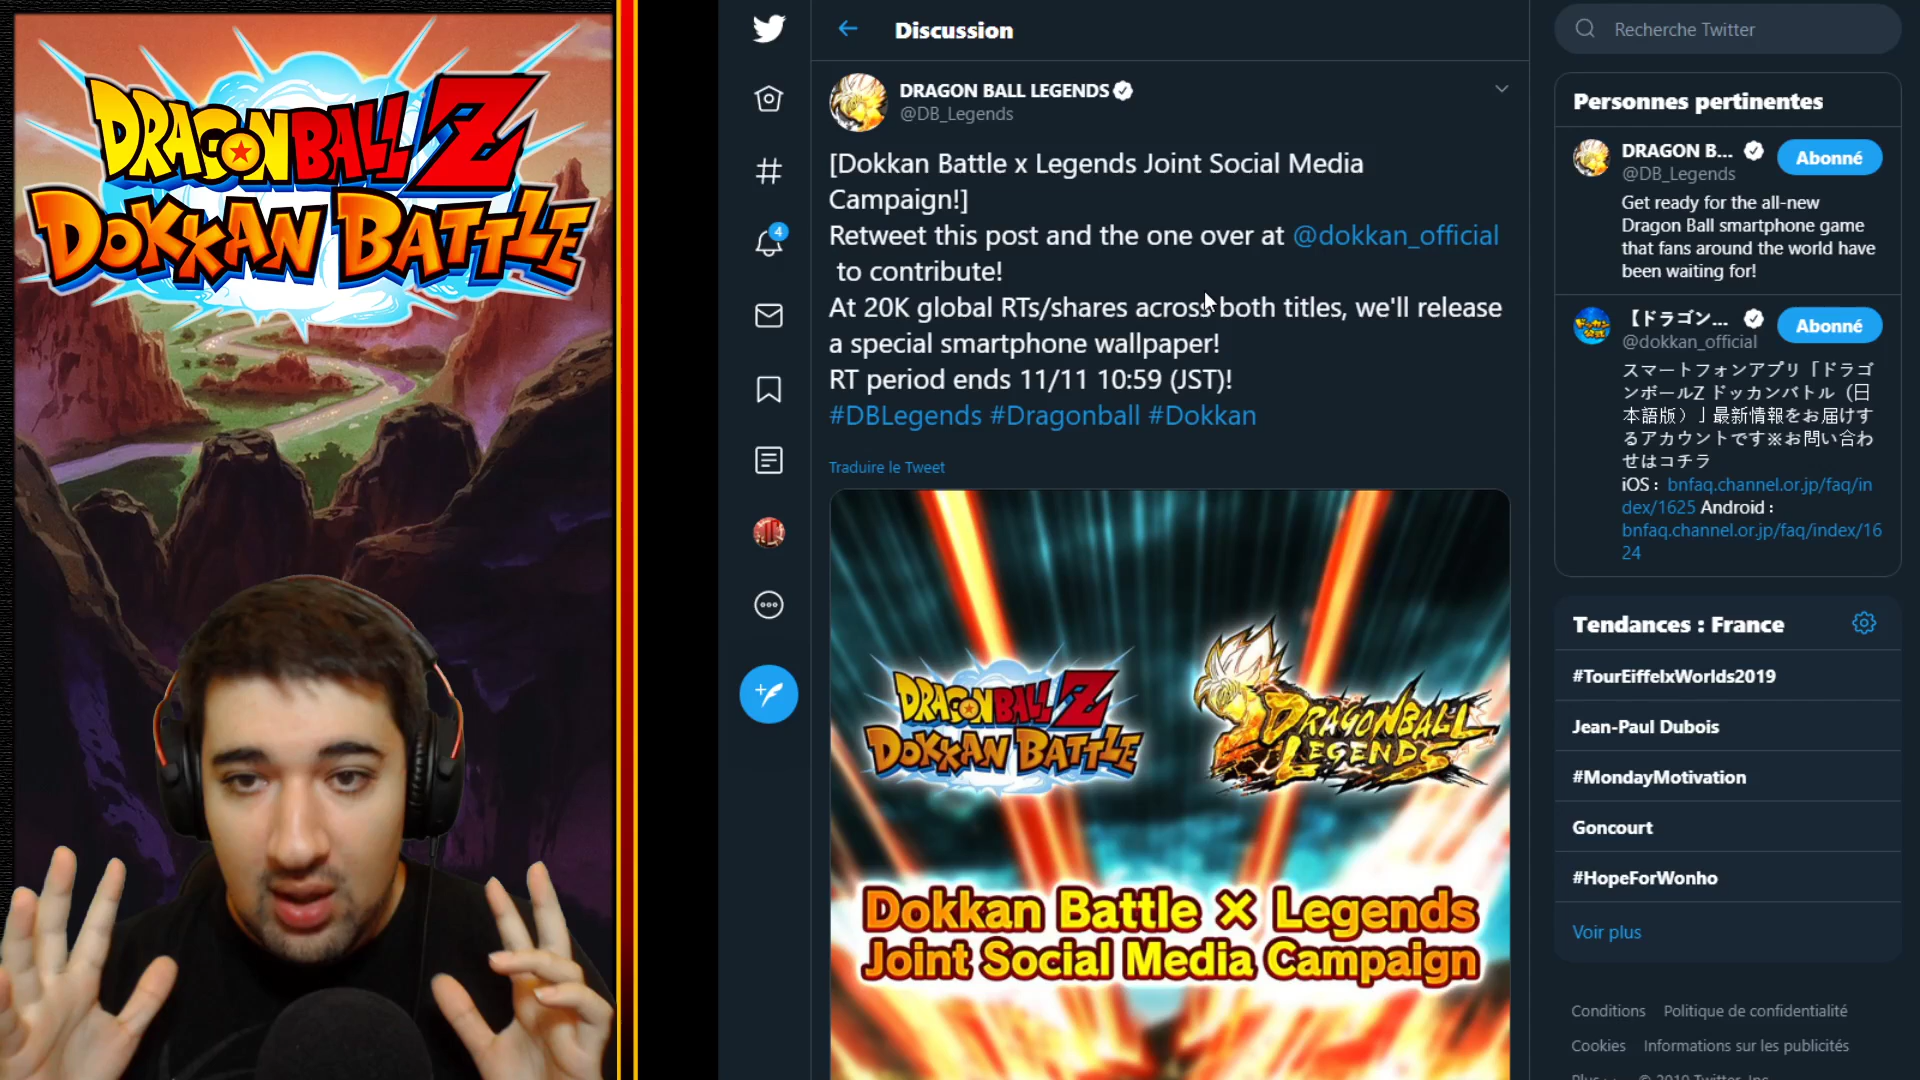 DRAGON BALL Z
DOKKAN BATTLE
4
Discussion
DRAGON BALL LEGENDS
@DB_Legends
[Dokkan Battle x Legends Joint Social Media
Campaign!]
Retweet this post and the one over at @dokkan_official
to contribute!
At 20K global RTs/shares across both titles, we'll release
a special smartphone wallpaper!
RT period ends 11/11 10:59 (JST)!
#DBLegends #Dragonball #Dokkan
Traduire le Tweet
DRAGON BALL Z
DOKKAN BATTLE
DRAGON BALL
LEGENDS
Dokkan Battle × Legends
Joint Social Media Campaign
Recherche Twitter
Personnes pertinentes
DRAGON B...
@DB_Legends
Abonné
Get ready for the all-new
Dragon Ball smartphone game
that fans around the world have
been waiting for!
【ドラゴン...
@dokkan_official
Abonné
スマートフォンアプリ「ドラゴ
ンボールZ ドッカンバトル（日
本語版）」最新情報をお届けす
るアカウントです※お問い合わ
せはコチラ
iOS： bnfaq.channel.or.jp/faq/in
dex/1625 Android：
bnfaq.channel.or.jp/faq/index/16
24
Tendances : France
#TourEiffelxWorlds2019
Jean-Paul Dubois
#MondayMotivation
Goncourt
#HopeForWonho
Voir plus
Conditions Politique de confidentialité
Cookies Informations sur les publicités
© 2019 Twitter, Inc.